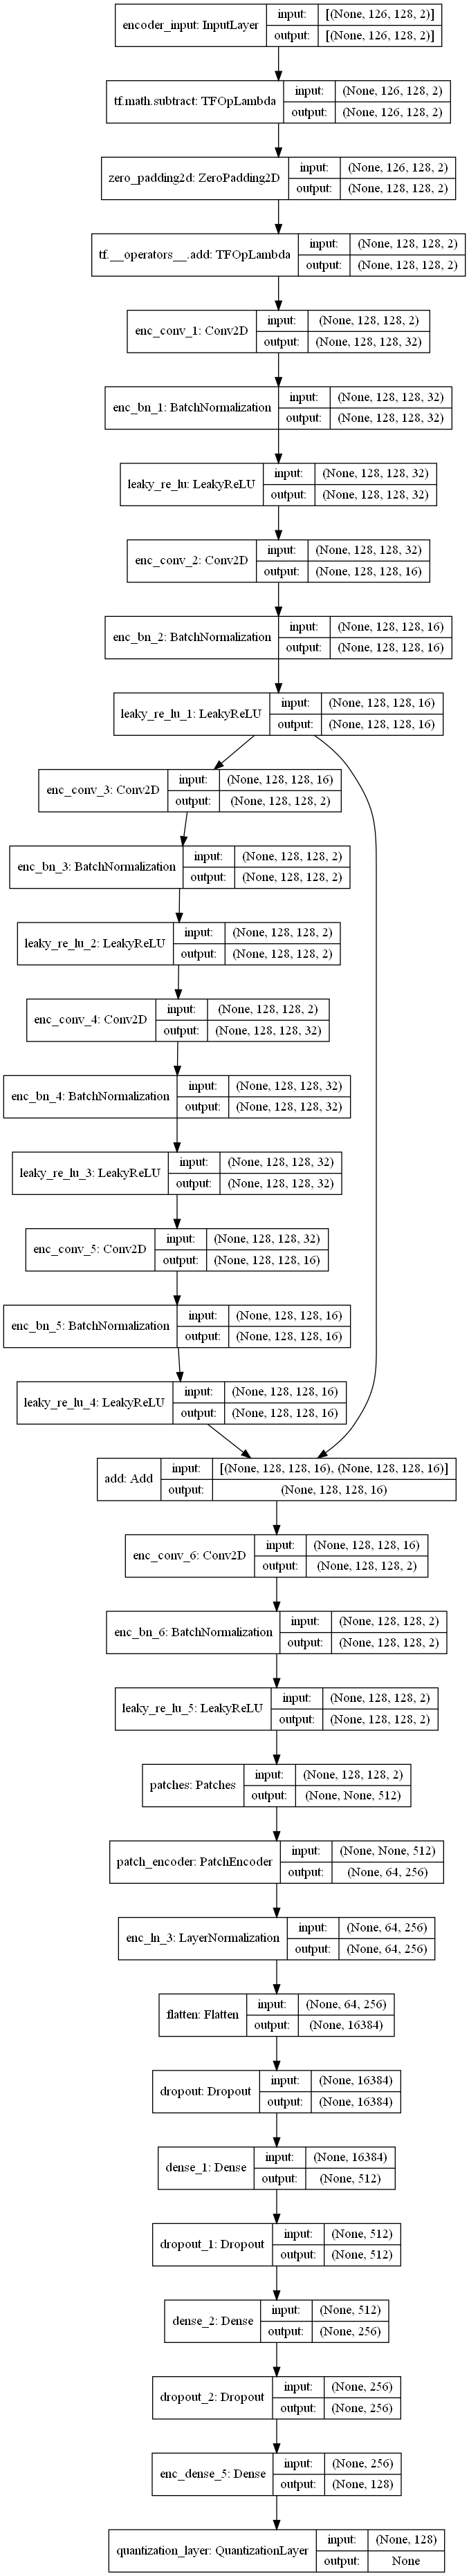 encoder_input: InputLayer
input: [(None, 126, 128, 2)]
output: [(None, 126, 128, 2)]
tf.math.subtract: TFOpLambda
input: (None, 126, 128, 2)
output: (None, 126, 128, 2)
zero_padding2d: ZeroPadding2D
input: (None, 126, 128, 2)
output: (None, 128, 128, 2)
tf.__operators__.add: TFOpLambda
input: (None, 128, 128, 2)
output: (None, 128, 128, 2)
enc_conv_1: Conv2D
input: (None, 128, 128, 2)
output: (None, 128, 128, 32)
enc_bn_1: BatchNormalization
input: (None, 128, 128, 32)
output: (None, 128, 128, 32)
leaky_re_lu: LeakyReLU
input: (None, 128, 128, 32)
output: (None, 128, 128, 32)
enc_conv_2: Conv2D
input: (None, 128, 128, 32)
output: (None, 128, 128, 16)
enc_bn_2: BatchNormalization
input: (None, 128, 128, 16)
output: (None, 128, 128, 16)
leaky_re_lu_1: LeakyReLU
input: (None, 128, 128, 16)
output: (None, 128, 128, 16)
enc_conv_3: Conv2D
input: (None, 128, 128, 16)
output: (None, 128, 128, 2)
enc_bn_3: BatchNormalization
input: (None, 128, 128, 2)
output: (None, 128, 128, 2)
leaky_re_lu_2: LeakyReLU
input: (None, 128, 128, 2)
output: (None, 128, 128, 2)
enc_conv_4: Conv2D
input: (None, 128, 128, 2)
output: (None, 128, 128, 32)
enc_bn_4: BatchNormalization
input: (None, 128, 128, 32)
output: (None, 128, 128, 32)
leaky_re_lu_3: LeakyReLU
input: (None, 128, 128, 32)
output: (None, 128, 128, 32)
enc_conv_5: Conv2D
input: (None, 128, 128, 32)
output: (None, 128, 128, 16)
enc_bn_5: BatchNormalization
input: (None, 128, 128, 16)
output: (None, 128, 128, 16)
leaky_re_lu_4: LeakyReLU
input: (None, 128, 128, 16)
output: (None, 128, 128, 16)
add: Add
input: [(None, 128, 128, 16), (None, 128, 128, 16)]
output: (None, 128, 128, 16)
enc_conv_6: Conv2D
input: (None, 128, 128, 16)
output: (None, 128, 128, 2)
enc_bn_6: BatchNormalization
input: (None, 128, 128, 2)
output: (None, 128, 128, 2)
leaky_re_lu_5: LeakyReLU
input: (None, 128, 128, 2)
output: (None, 128, 128, 2)
patches: Patches
input: (None, 128, 128, 2)
output: (None, None, 512)
patch_encoder: PatchEncoder
input: (None, None, 512)
output: (None, 64, 256)
enc_ln_3: LayerNormalization
input: (None, 64, 256)
output: (None, 64, 256)
flatten: Flatten
input: (None, 64, 256)
output: (None, 16384)
dropout: Dropout
input: (None, 16384)
output: (None, 16384)
dense_1: Dense
input: (None, 16384)
output: (None, 512)
dropout_1: Dropout
input: (None, 512)
output: (None, 512)
dense_2: Dense
input: (None, 512)
output: (None, 256)
dropout_2: Dropout
input: (None, 256)
output: (None, 256)
enc_dense_5: Dense
input: (None, 256)
output: (None, 128)
quantization_layer: QuantizationLayer
input: (None, 128)
output: None